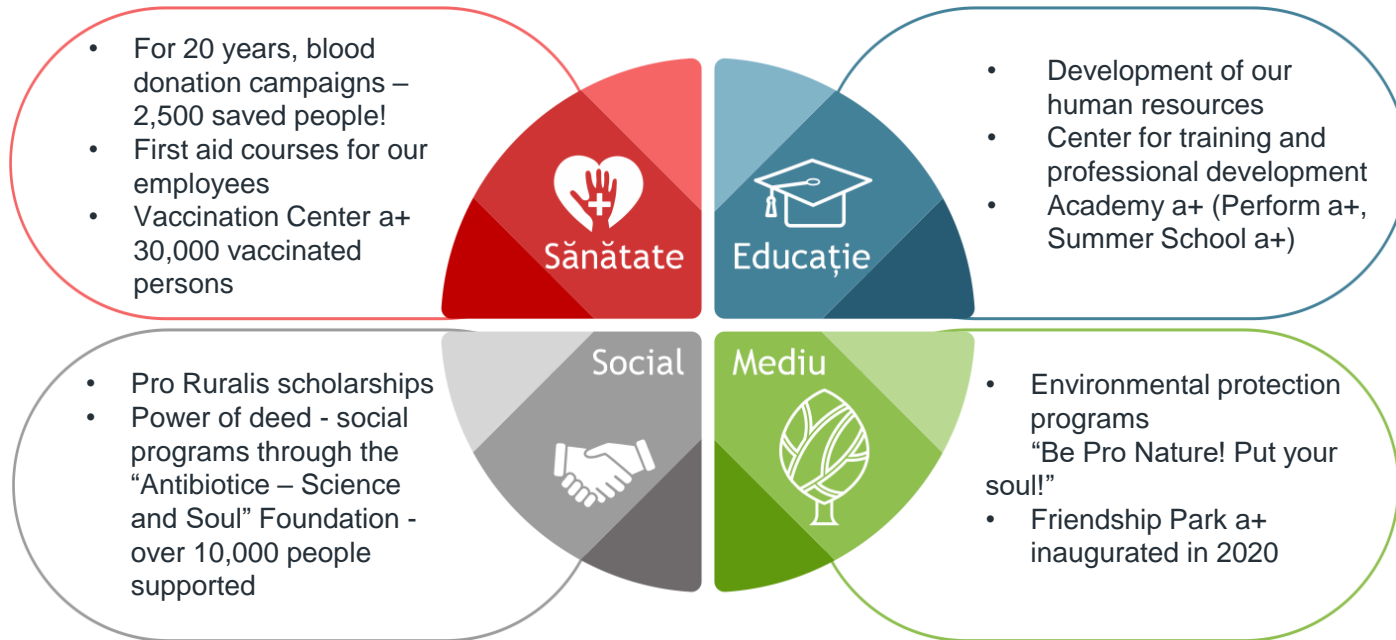 • For 20 years, blood
donation campaigns –
2,500 saved people!
• First aid courses for our
employees
• Vaccination Center a+
30,000 vaccinated
persons
Sănătate
Educație
• Development of our
human resources
• Center for training and
professional development
• Academy a+ (Perform a+,
Summer School a+)
• Pro Ruralis scholarships
• Power of deed - social
programs through the
“Antibiotice – Science
and Soul” Foundation -
over 10,000 people
supported
Social
Mediu
• Environmental protection
programs
“Be Pro Nature! Put your
soul!”
• Friendship Park a+
inaugurated in 2020